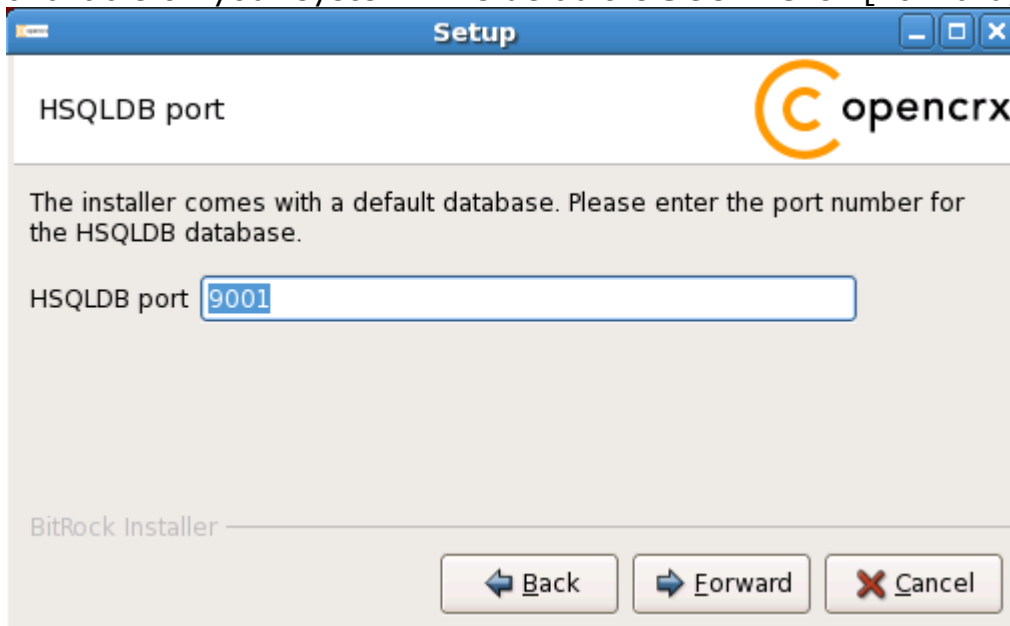 Setup
HSQLDB port
opencrx
The installer comes with a default database. Please enter the port number for
the HSQLDB database.
HSQLDB port 9001
BitRock Installer
Back Forward Cancel